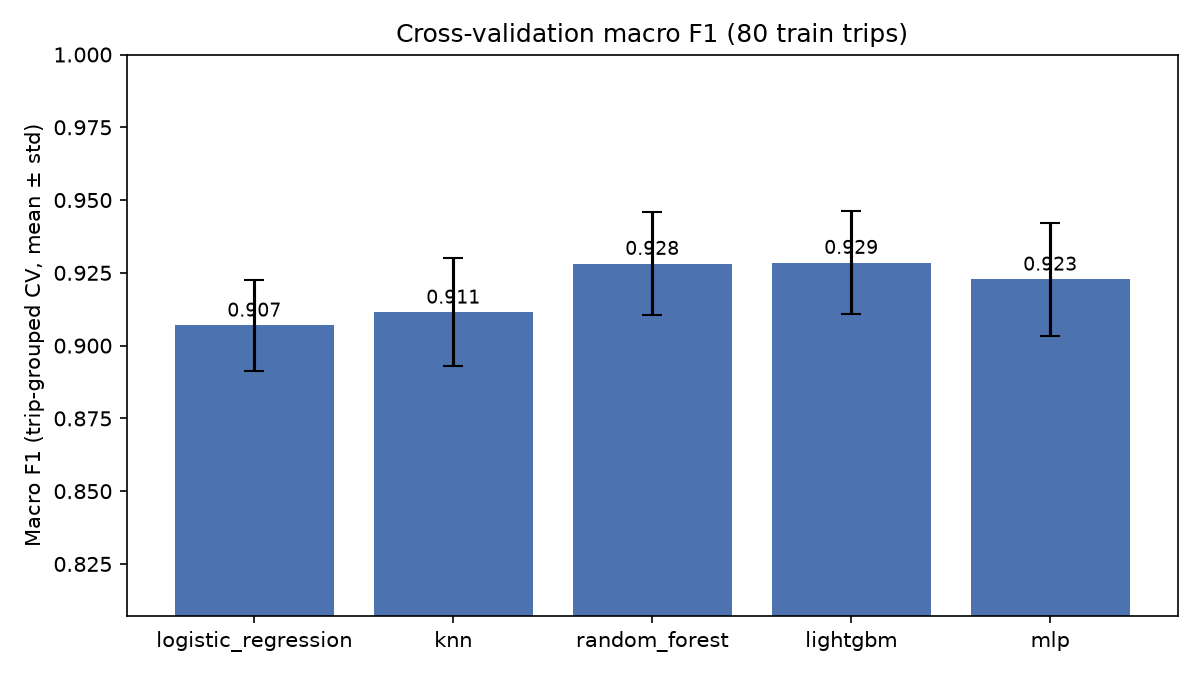 Cross-validation macro F1 (80 train trips)
Macro F1 (trip-grouped CV, mean ± std)
1.000
0.975
0.950
0.925
0.900
0.875
0.850
0.825
0.907
0.911
0.928
0.929
0.923
logistic_regression
knn
random_forest
lightgbm
mlp